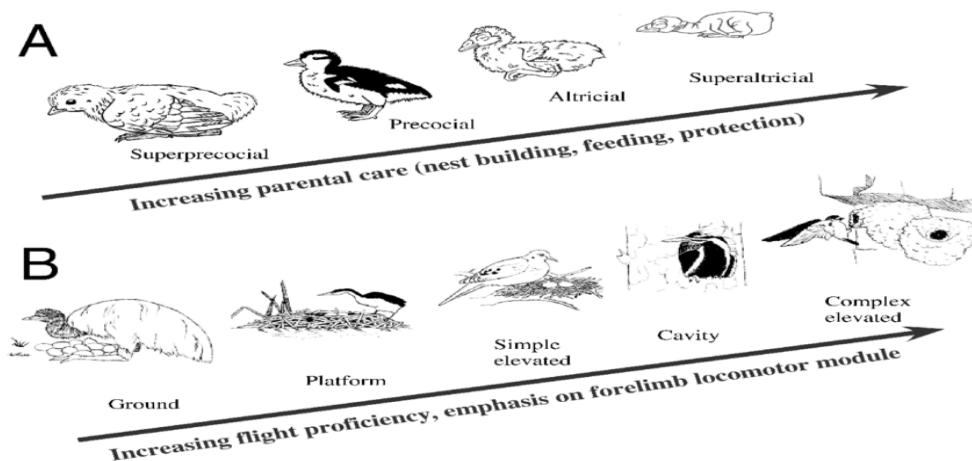 A
Superprecocial
Precocial
Altricial
Superaltricial
Increasing parental care (nest building, feeding, protection)
B
Ground
Platform
Simple
elevated
Cavity
Complex
elevated
Increasing flight proficiency, emphasis on forelimb locomotor module